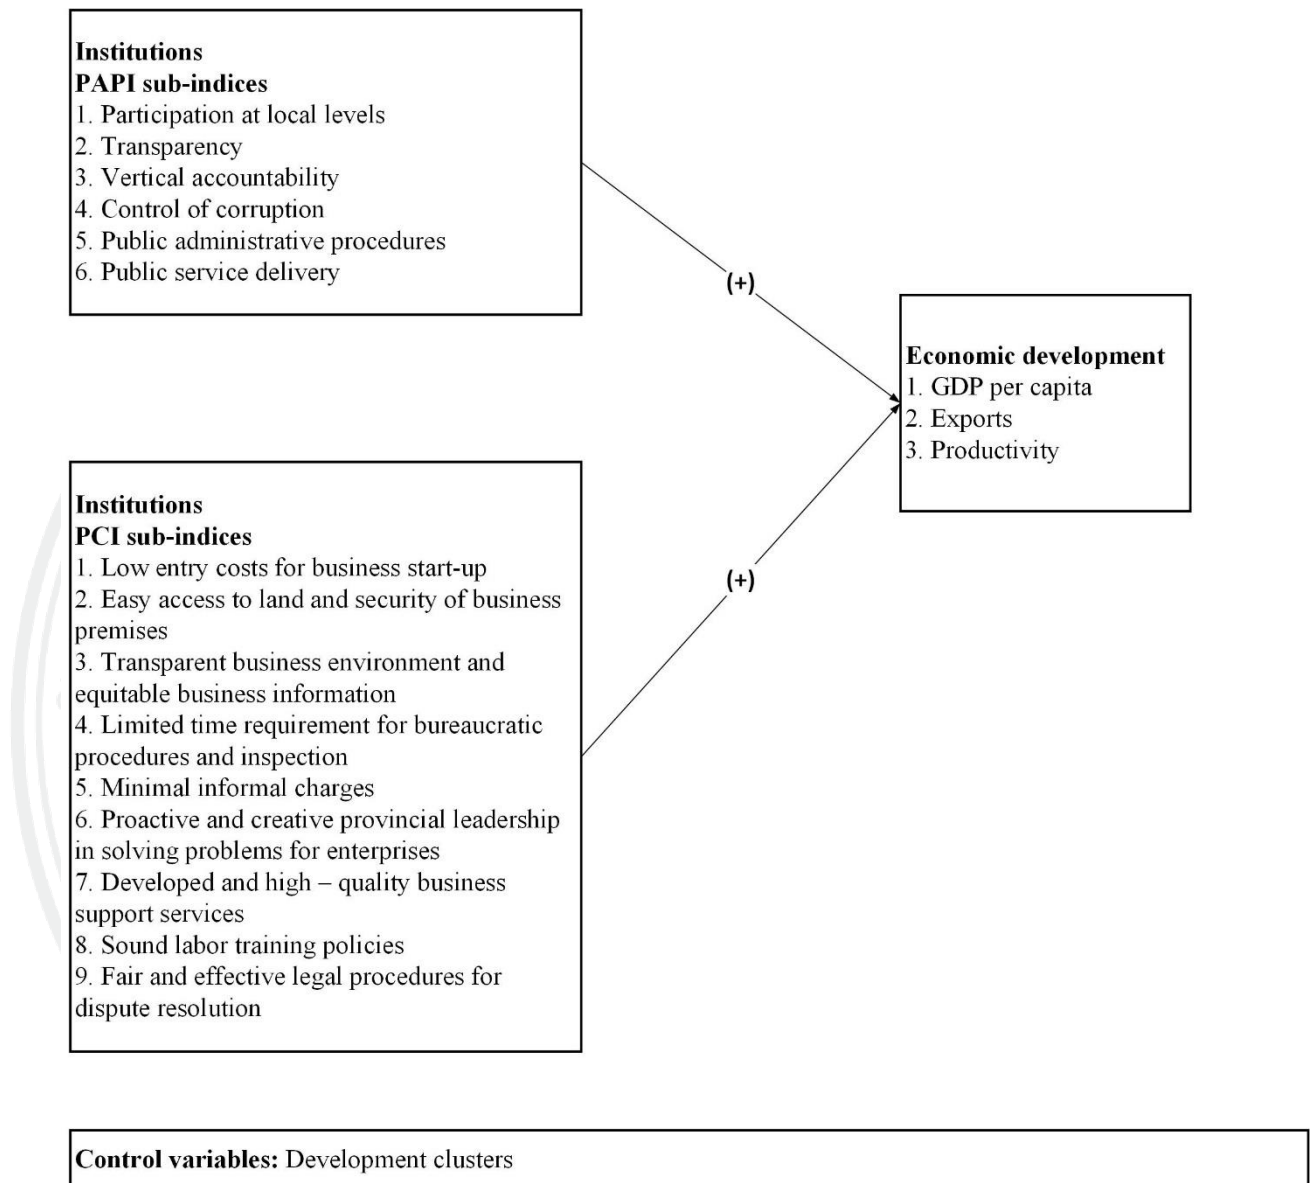 Institutions
PAPI sub-indices
1. Participation at local levels
2. Transparency
3. Vertical accountability
4. Control of corruption
5. Public administrative procedures
6. Public service delivery
(+)
Economic development
1. GDP per capita
2. Exports
3. Productivity
Institutions
PCI sub-indices
1. Low entry costs for business start-up
2. Easy access to land and security of business
premises
3. Transparent business environment and
equitable business information
4. Limited time requirement for bureaucratic
procedures and inspection
5. Minimal informal charges
6. Proactive and creative provincial leadership
in solving problems for enterprises
7. Developed and high – quality business
support services
8. Sound labor training policies
9. Fair and effective legal procedures for
dispute resolution
(+)
Control variables: Development clusters